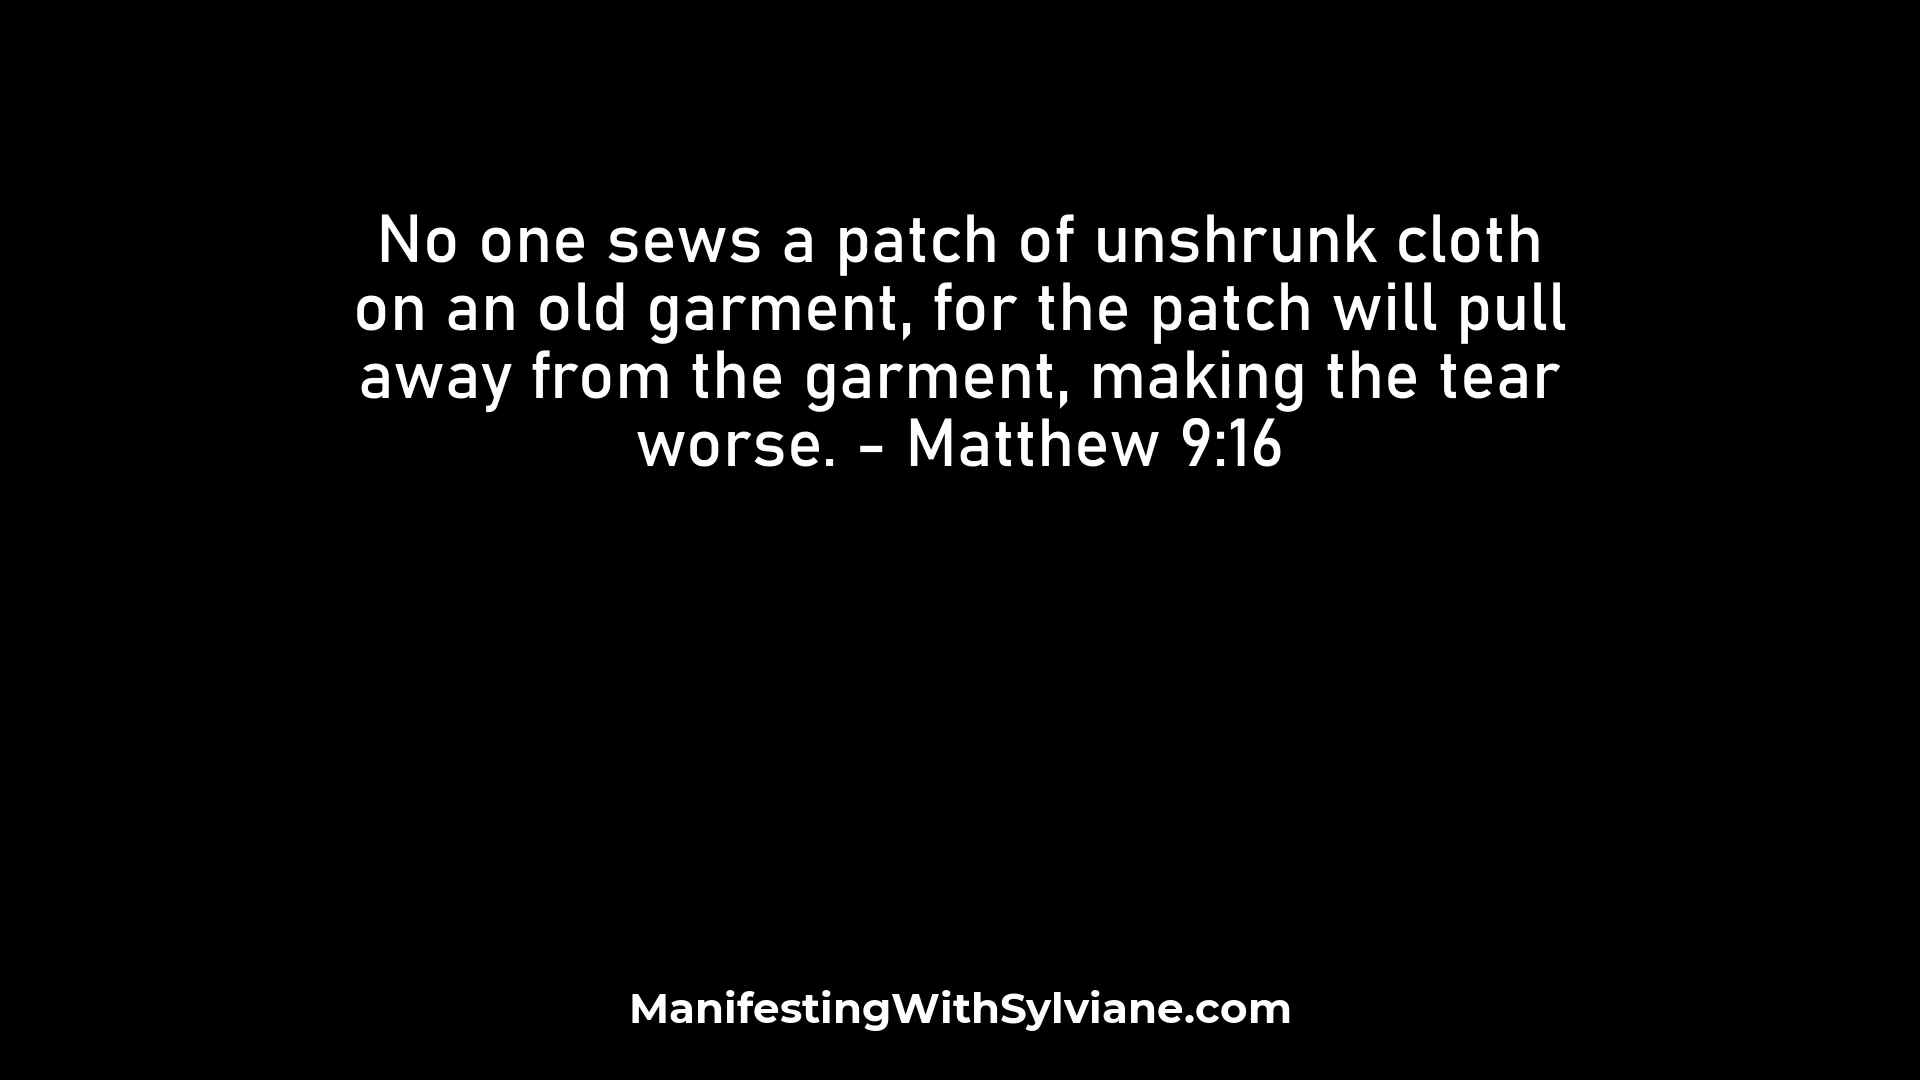 No one sews a patch of unshrunk cloth
on an old garment, for the patch will pull
away from the garment, making the tear
worse. - Matthew 9:16
ManifestingWithSylviane.com